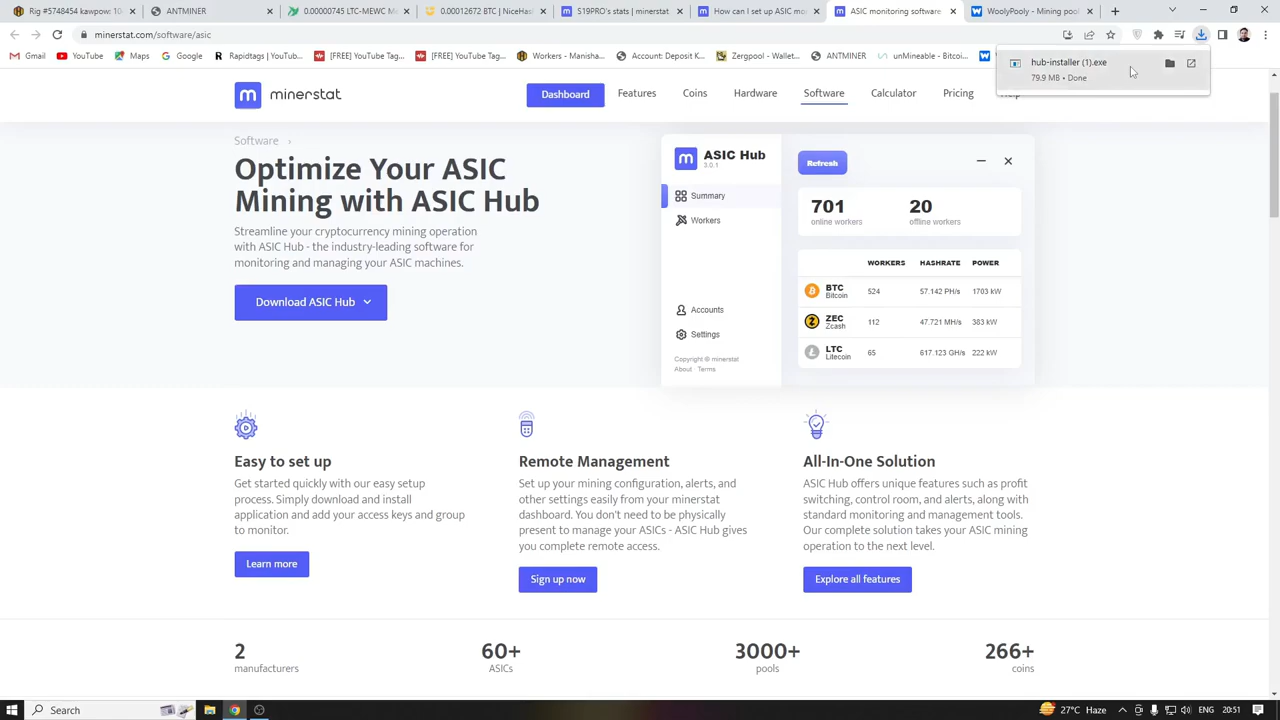 Rig #5748454 kawpow: 10
ANTMINER
0.00000745 LTC-MEWC M
0.00012672 BTC | NiceHas
S19PRO's stats | minerstat
How can I set up ASIC mo
ASIC monitoring software
WoolyPooly - Mining pool
minerstat.com/software/asic
Gmail
YouTube
Maps
Google
Rapidtags | YouTub...
[FREE] YouTube Tag...
[FREE] YouTube Tag...
Workers - Manisha...
Account: Deposit K...
Zergpool - Wallet...
ANTMINER
unMineable - Bitcoi...
hub-installer (1).exe
79.9 MB • Done
minerstat
Dashboard
Features
Coins
Hardware
Software
Calculator
Pricing
Help
Software ›
Optimize Your ASIC
Mining with ASIC Hub
Streamline your cryptocurrency mining operation
with ASIC Hub - the industry-leading software for
monitoring and managing your ASIC machines.
Download ASIC Hub
ASIC Hub
3.0.1
Summary
Workers
Accounts
Settings
Copyright © minerstat
About · Terms
Refresh
701
online workers
20
offline workers
WORKERS HASHRATE POWER
BTC
Bitcoin
524 57.142 PH/s 1703 kW
ZEC
Zcash
112 47.721 MH/s 383 kW
LTC
Litecoin
65 617.123 GH/s 222 kW
Easy to set up
Get started quickly with our easy setup
process. Simply download and install
application and add your access keys and group
to monitor.
Learn more
Remote Management
Set up your mining configuration, alerts, and
other settings easily from your minerstat
dashboard. You don't need to be physically
present to manage your ASICs - ASIC Hub gives
you complete remote access.
Sign up now
All-In-One Solution
ASIC Hub offers unique features such as profit
switching, control room, and alerts, along with
standard monitoring and management tools.
Our complete solution takes your ASIC mining
operation to the next level.
Explore all features
2
manufacturers
60+
ASICs
3000+
pools
266+
coins
Search
27°C Haze
ENG
20:51